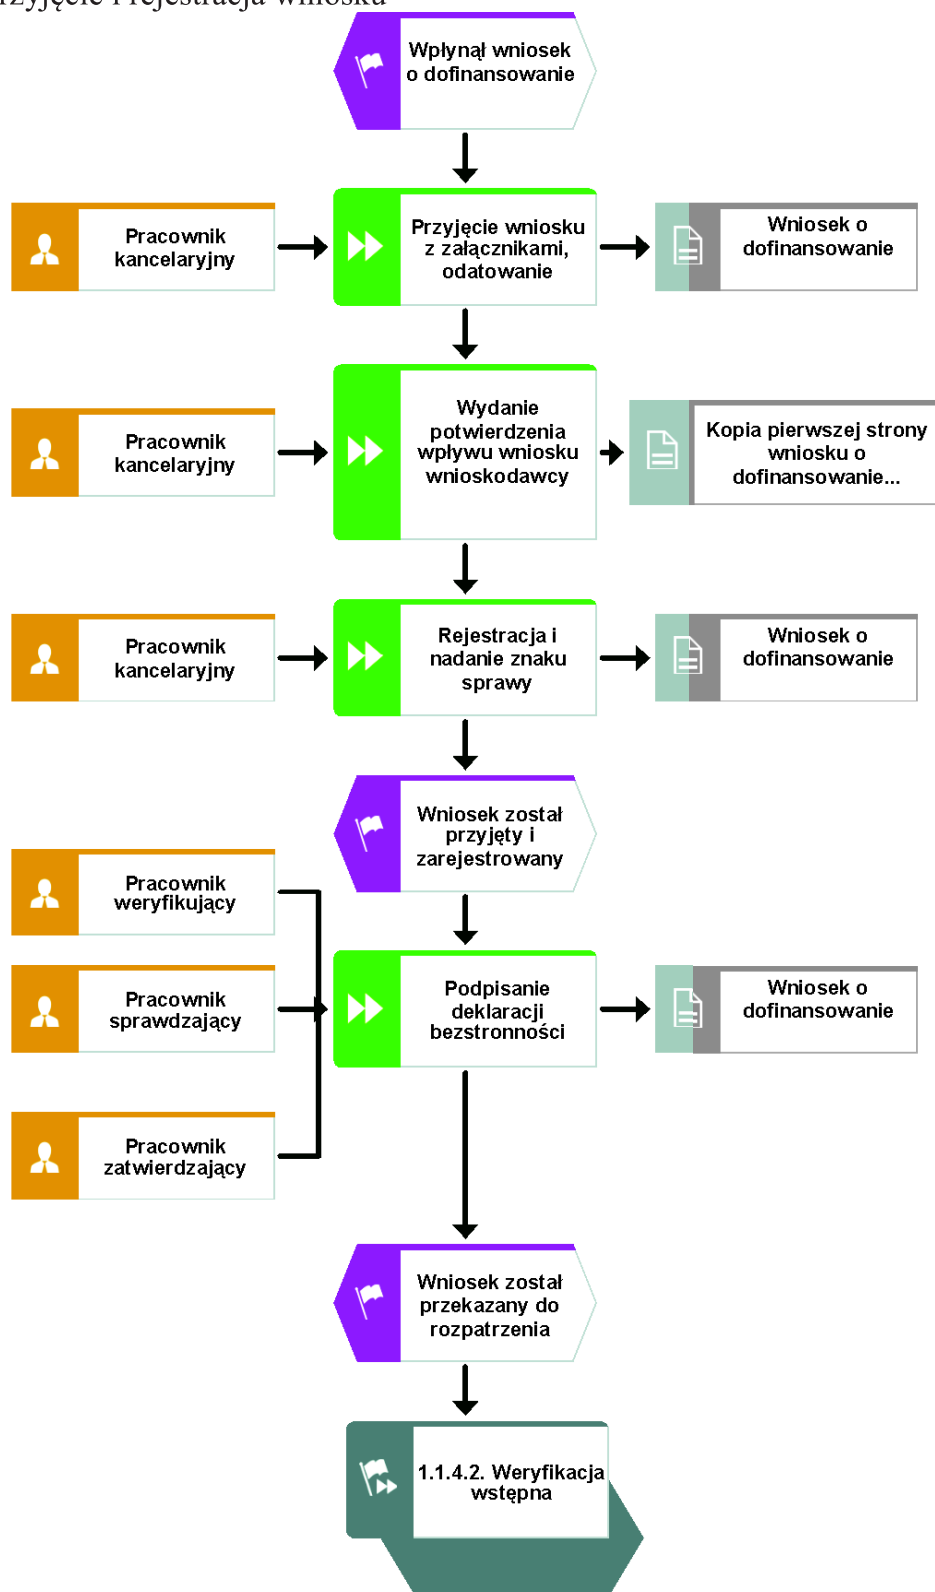 rzyjęcie i rejestracja wniosku
Wpłynął wniosek
o dofinansowanie
Pracownik
kancelaryjny
Przyjęcie wniosku
z załącznikami,
odatowanie
Wniosek o
dofinansowanie
Pracownik
kancelaryjny
Wydanie
potwierdzenia
wpływu wniosku
wnioskodawcy
Kopia pierwszej strony
wniosku o
dofinansowanie...
Pracownik
kancelaryjny
Rejestracja i
nadanie znaku
sprawy
Wniosek o
dofinansowanie
Wniosek został
przyjęty i
zarejestrowany
Pracownik
weryfikujący
Pracownik
sprawdzający
Podpisanie
deklaracji
bezstronności
Wniosek o
dofinansowanie
Pracownik
zatwierdzający
Wniosek został
przekazany do
rozpatrzenia
1.1.4.2. Weryfikacja
wstępna